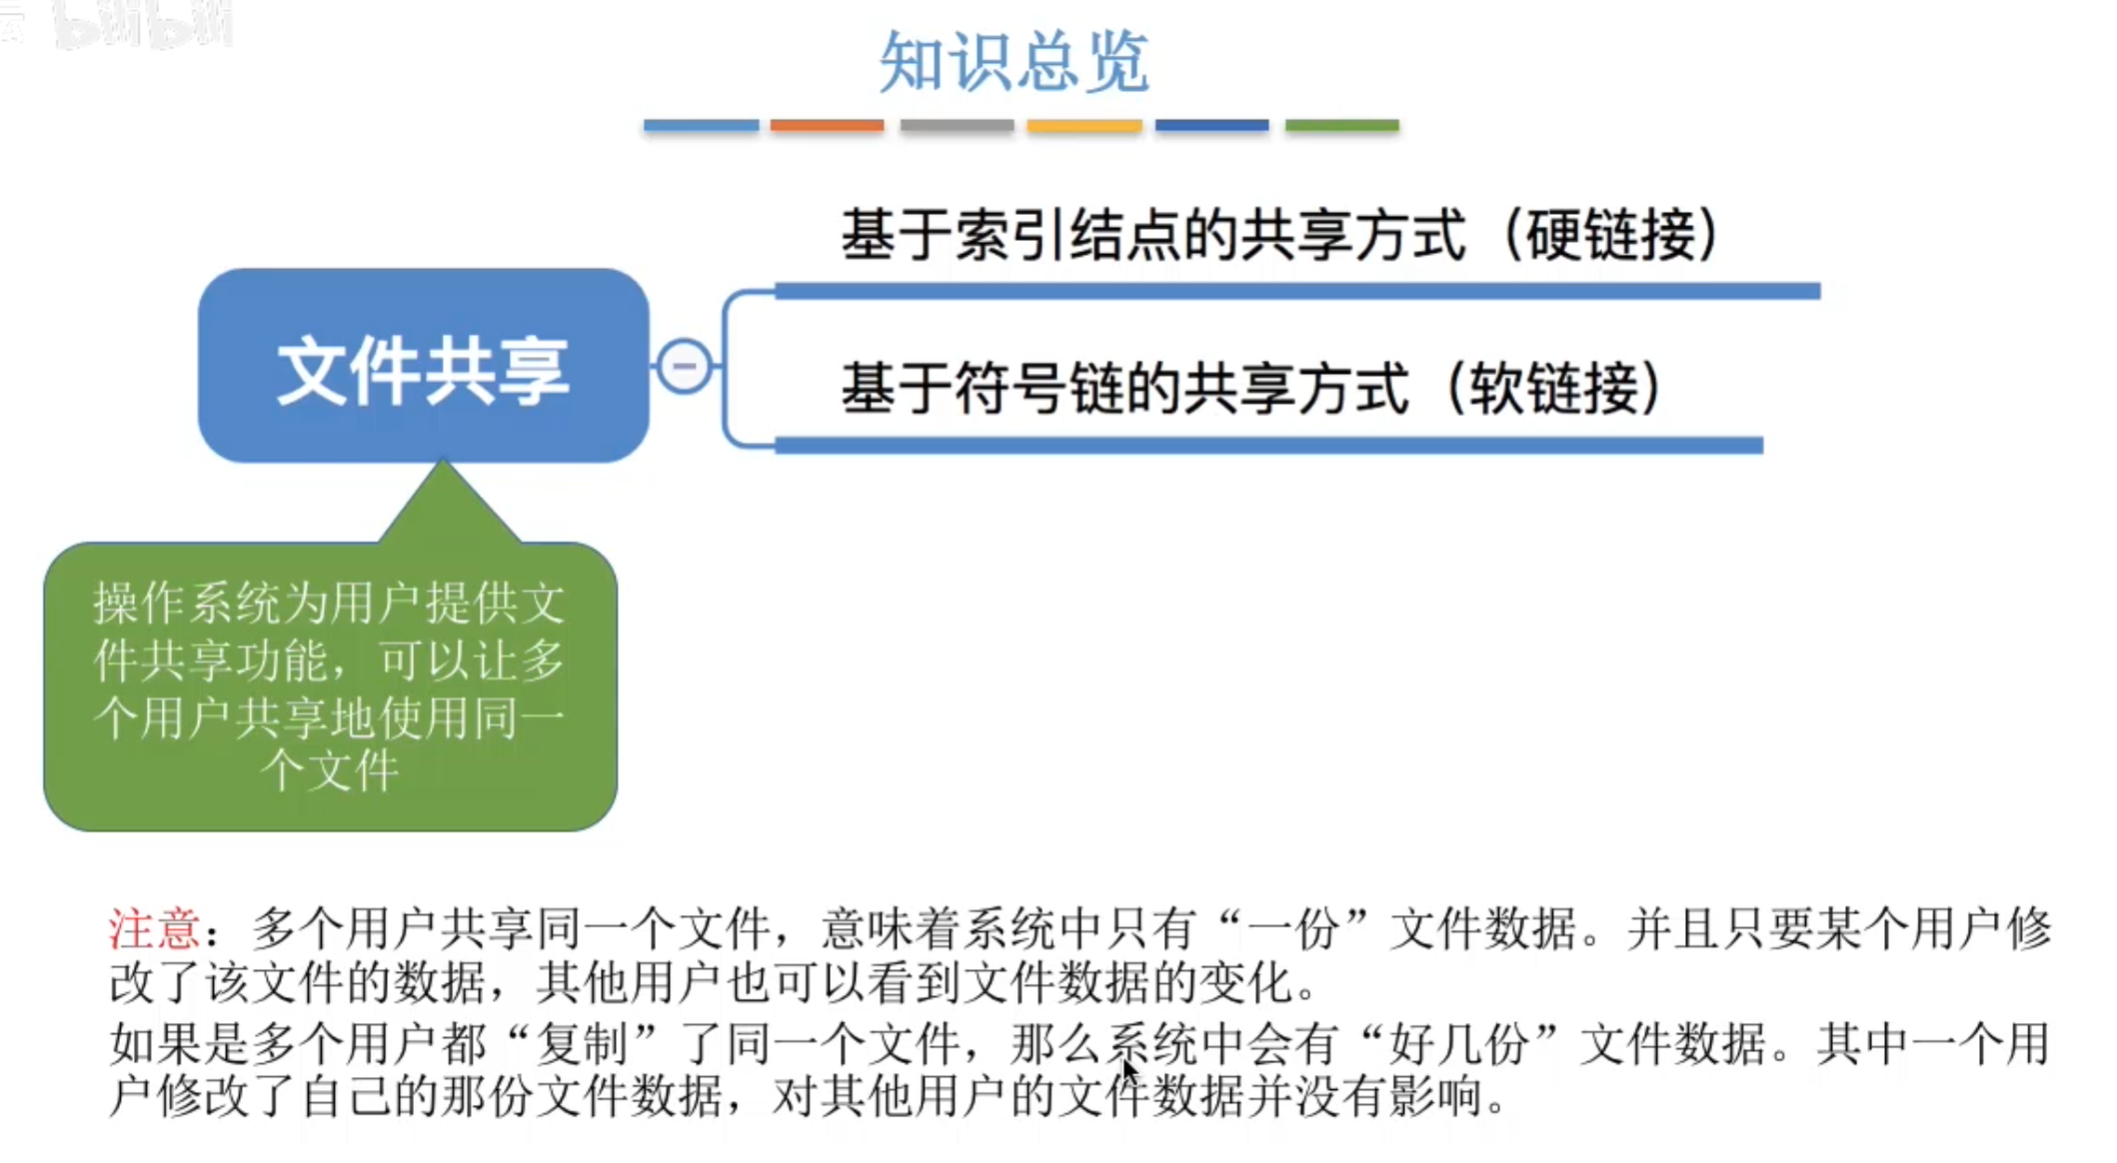 bilibili
知识总览
基于索引结点的共享方式（硬链接）
文件共享
基于符号链的共享方式（软链接）
操作系统为用户提供文
件共享功能，可以让多
个用户共享地使用同一
个文件
注意：多个用户共享同一个文件，意味着系统中只有“一份”文件数据。并且只要某个用户修
改了该文件的数据，其他用户也可以看到文件数据的变化。
如果是多个用户都“复制”了同一个文件，那么系统中会有“好几份”文件数据。其中一个用
户修改了自己的那份文件数据，对其他用户的文件数据并没有影响。